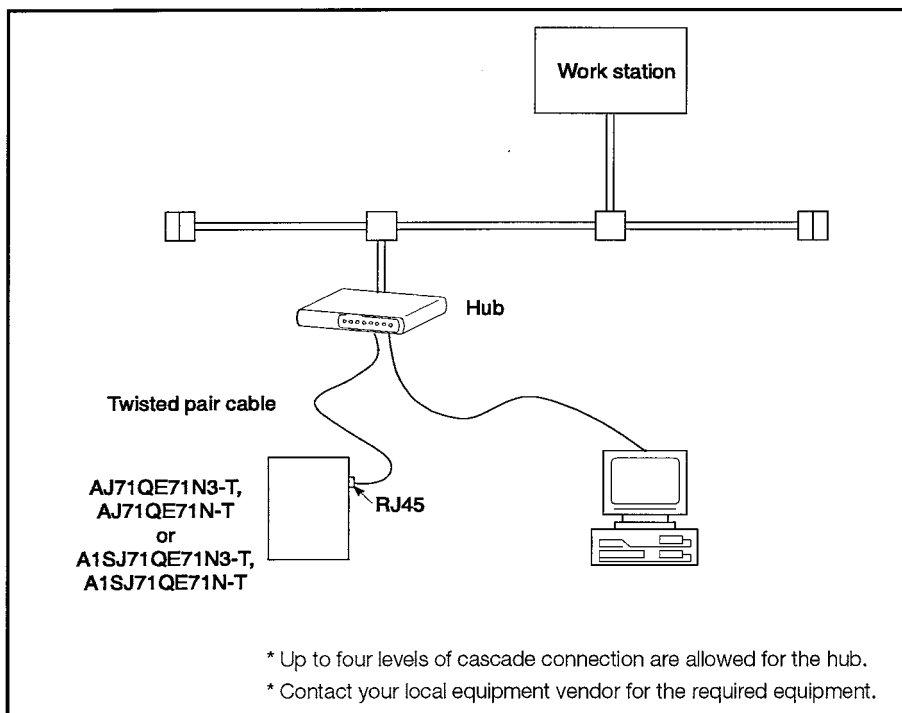 Work station
Hub
Twisted pair cable
AJ71QE71N3-T,
AJ71QE71N-T
or
A1SJ71QE71N3-T,
A1SJ71QE71N-T
RJ45
* Up to four levels of cascade connection are allowed for the hub.
* Contact your local equipment vendor for the required equipment.